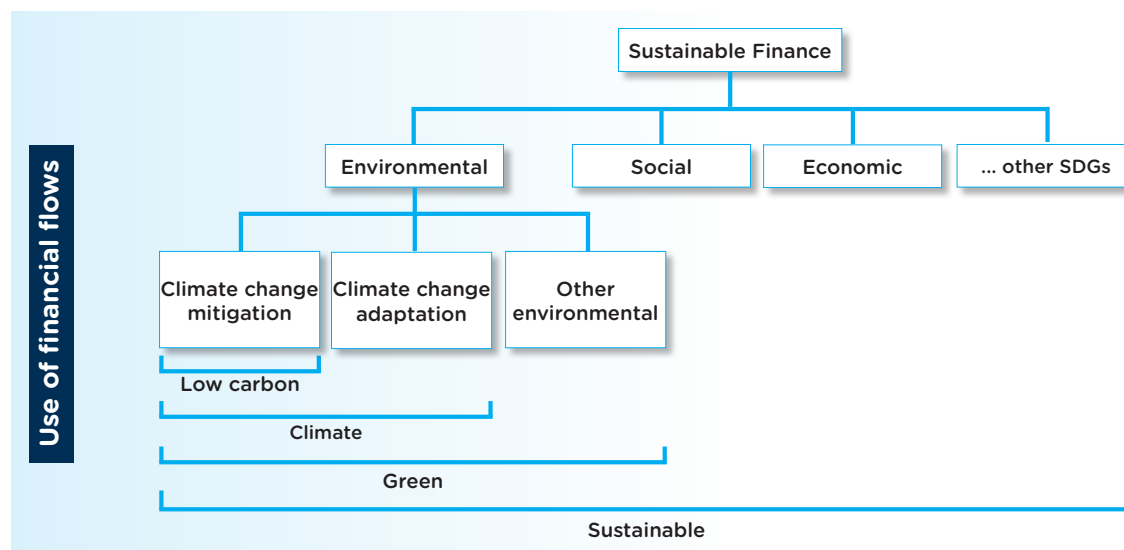 Sustainable Finance
Use of financial flows
Environmental
Social
Economic
... other SDGs
Climate change
mitigation
Climate change
adaptation
Other
environmental
Low carbon
Climate
Green
Sustainable